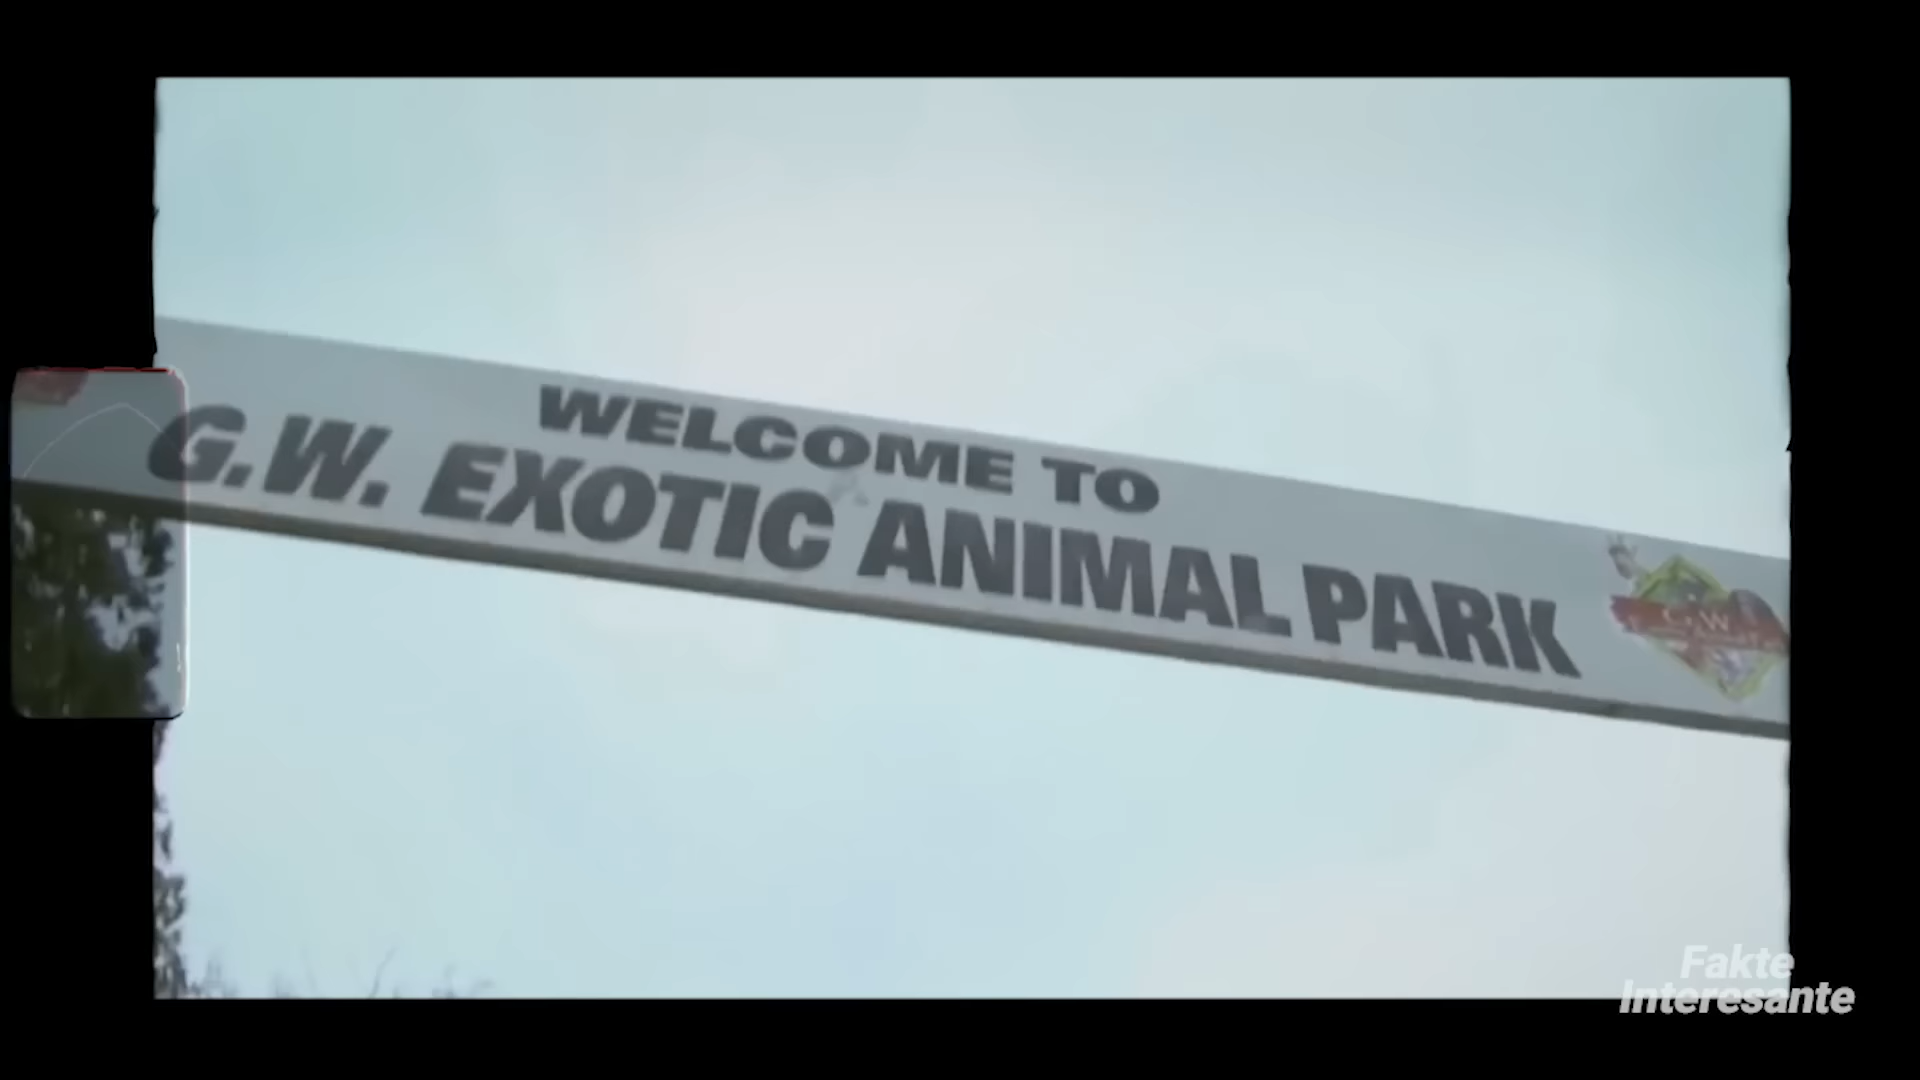 WELCOME TO
G.W. EXOTIC ANIMAL PARK
G.W.
Fakte
Interesante